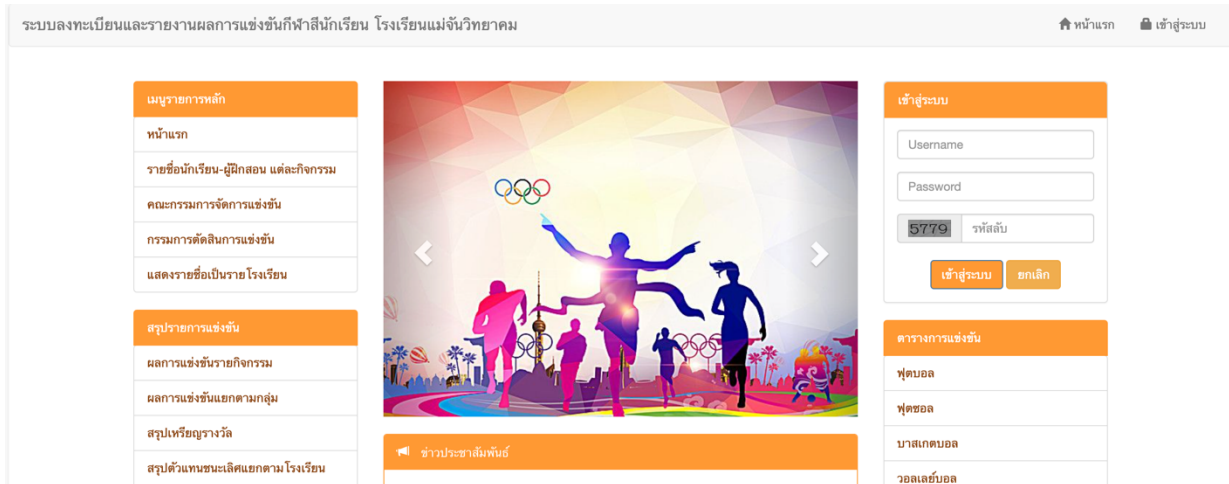 ระบบลงทะเบียนและรายงานผลการแข่งขันกีฬาสีนักเรียน โรงเรียนแม่จันวิทยาคม
หน้าแรก
เข้าสู่ระบบ
เมนูรายการหลัก
หน้าแรก
รายชื่อนักเรียน-ผู้ฝึกสอน แต่ละกิจกรรม
คณะกรรมการจัดการแข่งขัน
กรรมการตัดสินการแข่งขัน
แสดงรายชื่อเป็นรายโรงเรียน
สรุปรายการแข่งขัน
ผลการแข่งขันรายกิจกรรม
ผลการแข่งขันแยกตามกลุ่ม
สรุปเหรียญรางวัล
สรุปตัวแทนชนะเลิศแยกตามโรงเรียน
ข่าวประชาสัมพันธ์
เข้าสู่ระบบ
Username
Password
5779 รหัสลับ
เข้าสู่ระบบ ยกเลิก
ตารางการแข่งขัน
ฟุตบอล
ฟุตซอล
บาสเกตบอล
วอลเลย์บอล